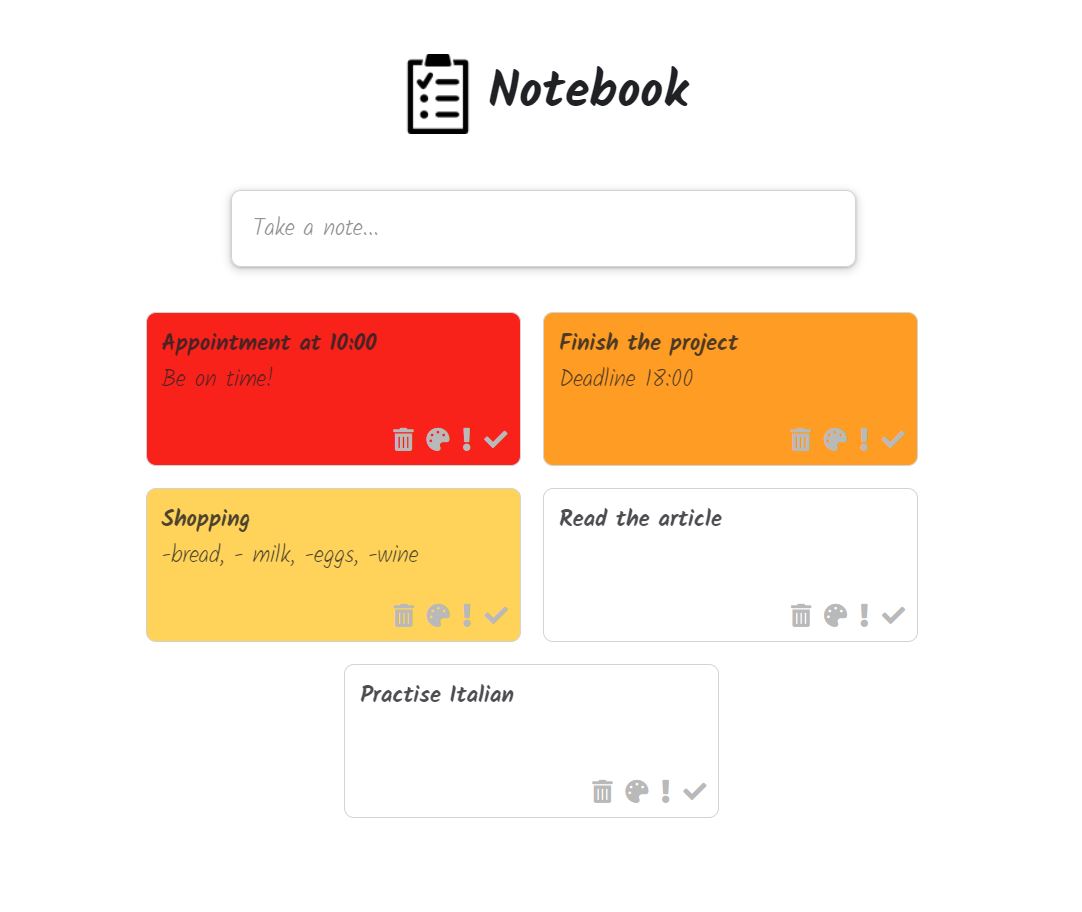 Notebook
Take a note...
Appointment at 10:00
Be on time!
Finish the project
Deadline 18:00
Shopping
-bread, - milk, -eggs, -wine
Read the article
Practise Italian